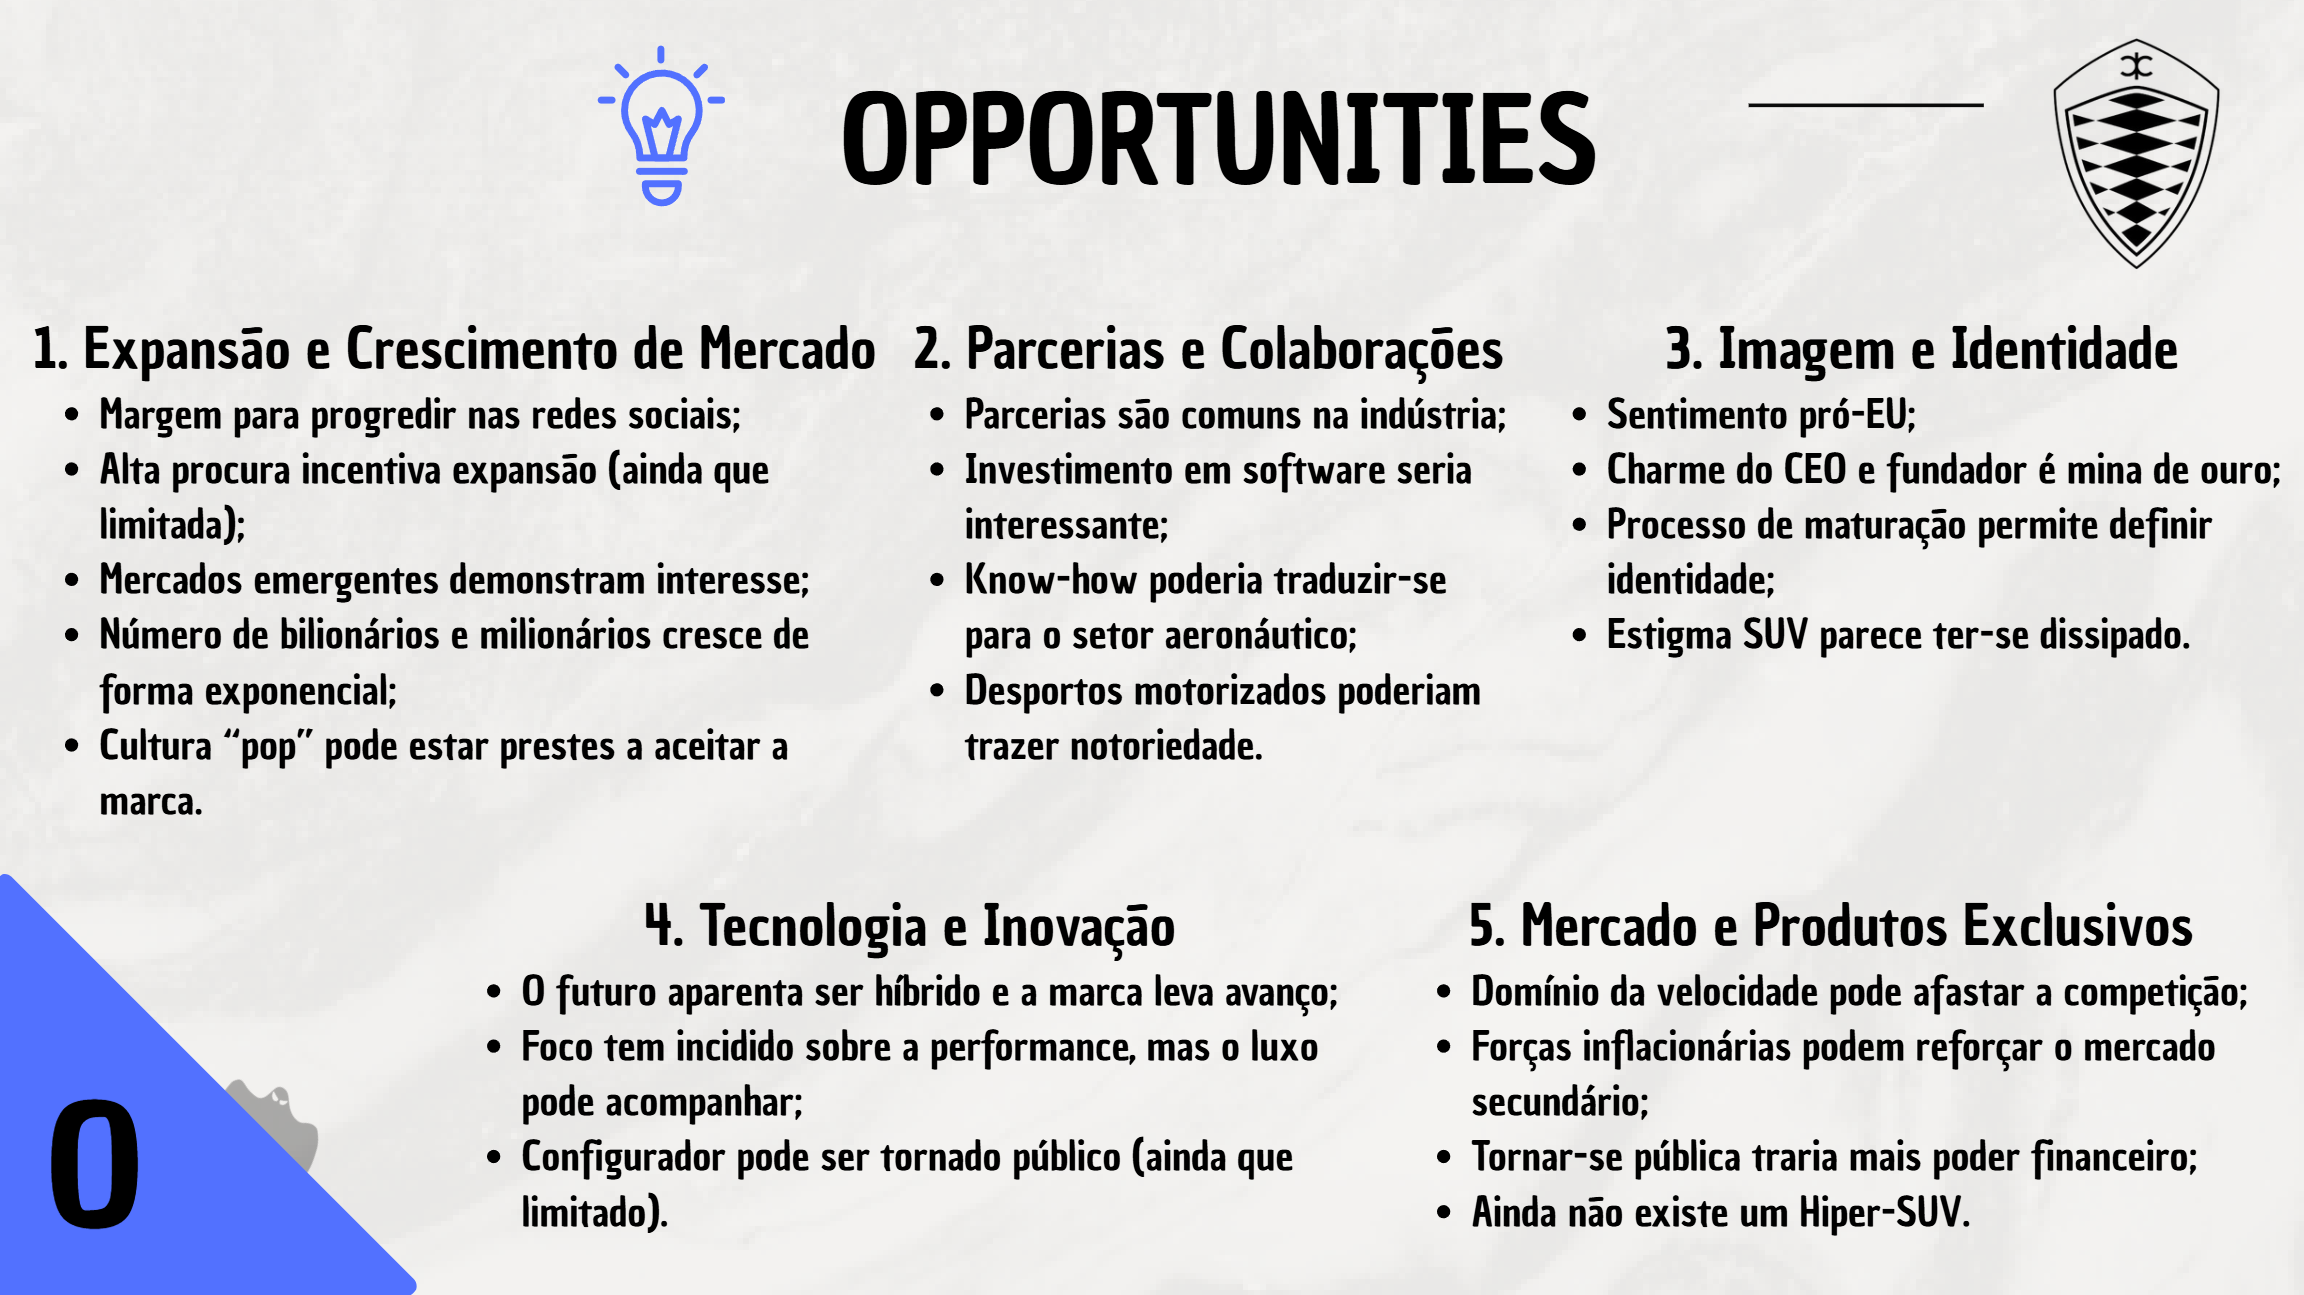 OPPORTUNITIES
1. Expansão e Crescimento de Mercado
• Margem para progredir nas redes sociais;
• Alta procura incentiva expansão (ainda que
limitada);
• Mercados emergentes demonstram interesse;
• Número de bilionários e milionários cresce de
forma exponencial;
• Cultura “pop” pode estar prestes a aceitar a
marca.
2. Parcerias e Colaborações
• Parcerias são comuns na indústria;
• Investimento em software seria
interessante;
• Know-how poderia traduzir-se
para o setor aeronáutico;
• Desportos motorizados poderiam
trazer notoriedade.
3. Imagem e Identidade
• Sentimento pró-EU;
• Charme do CEO e fundador é mina de ouro;
• Processo de maturação permite definir
identidade;
• Estigma SUV parece ter-se dissipado.
4. Tecnologia e Inovação
• O futuro aparenta ser híbrido e a marca leva avanço;
• Foco tem incidido sobre a performance, mas o luxo
pode acompanhar;
• Configurador pode ser tornado público (ainda que
limitado).
5. Mercado e Produtos Exclusivos
• Domínio da velocidade pode afastar a competição;
• Forças inflacionárias podem reforçar o mercado
secundário;
• Tornar-se pública traria mais poder financeiro;
• Ainda não existe um Hiper-SUV.
O